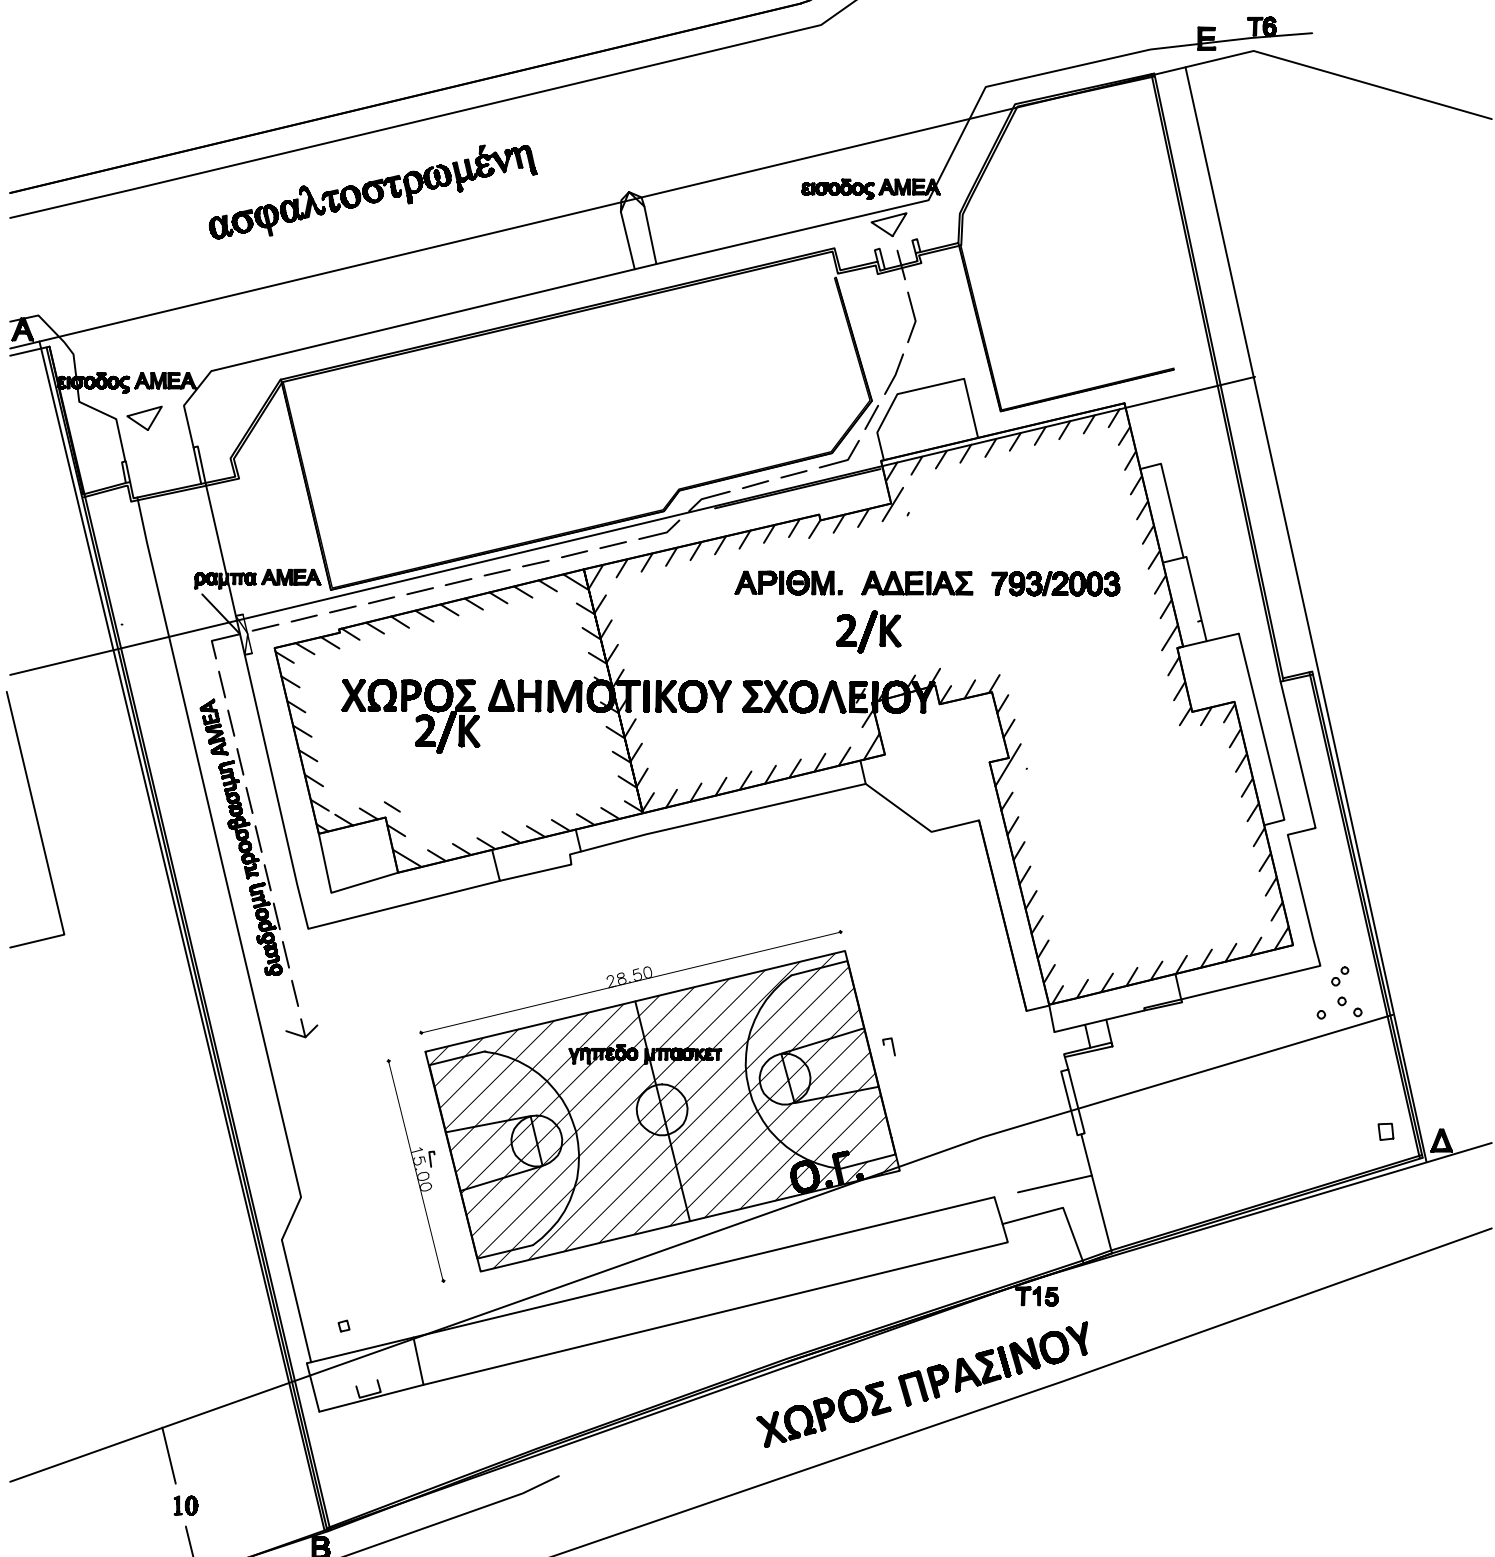 Ε
Τ6
ασφαλτοστρωμένη
εισοδος ΑΜΕΑ
Α
εισοδος ΑΜΕΑ
ραμπα ΑΜΕΑ
ΑΡΙΘΜ. ΑΔΕΙΑΣ 793/2003
2/Κ
ΧΩΡΟΣ ΔΗΜΟΤΙΚΟΥ ΣΧΟΛΕΙΟΥ
2/Κ
διαδρομη προσβασιμη ΑΜΕΑ
28.50
γηπεδο μπασκετ
15.00
Ο.Γ.
Δ
Τ15
ΧΩΡΟΣ ΠΡΑΣΙΝΟΥ
10
Β